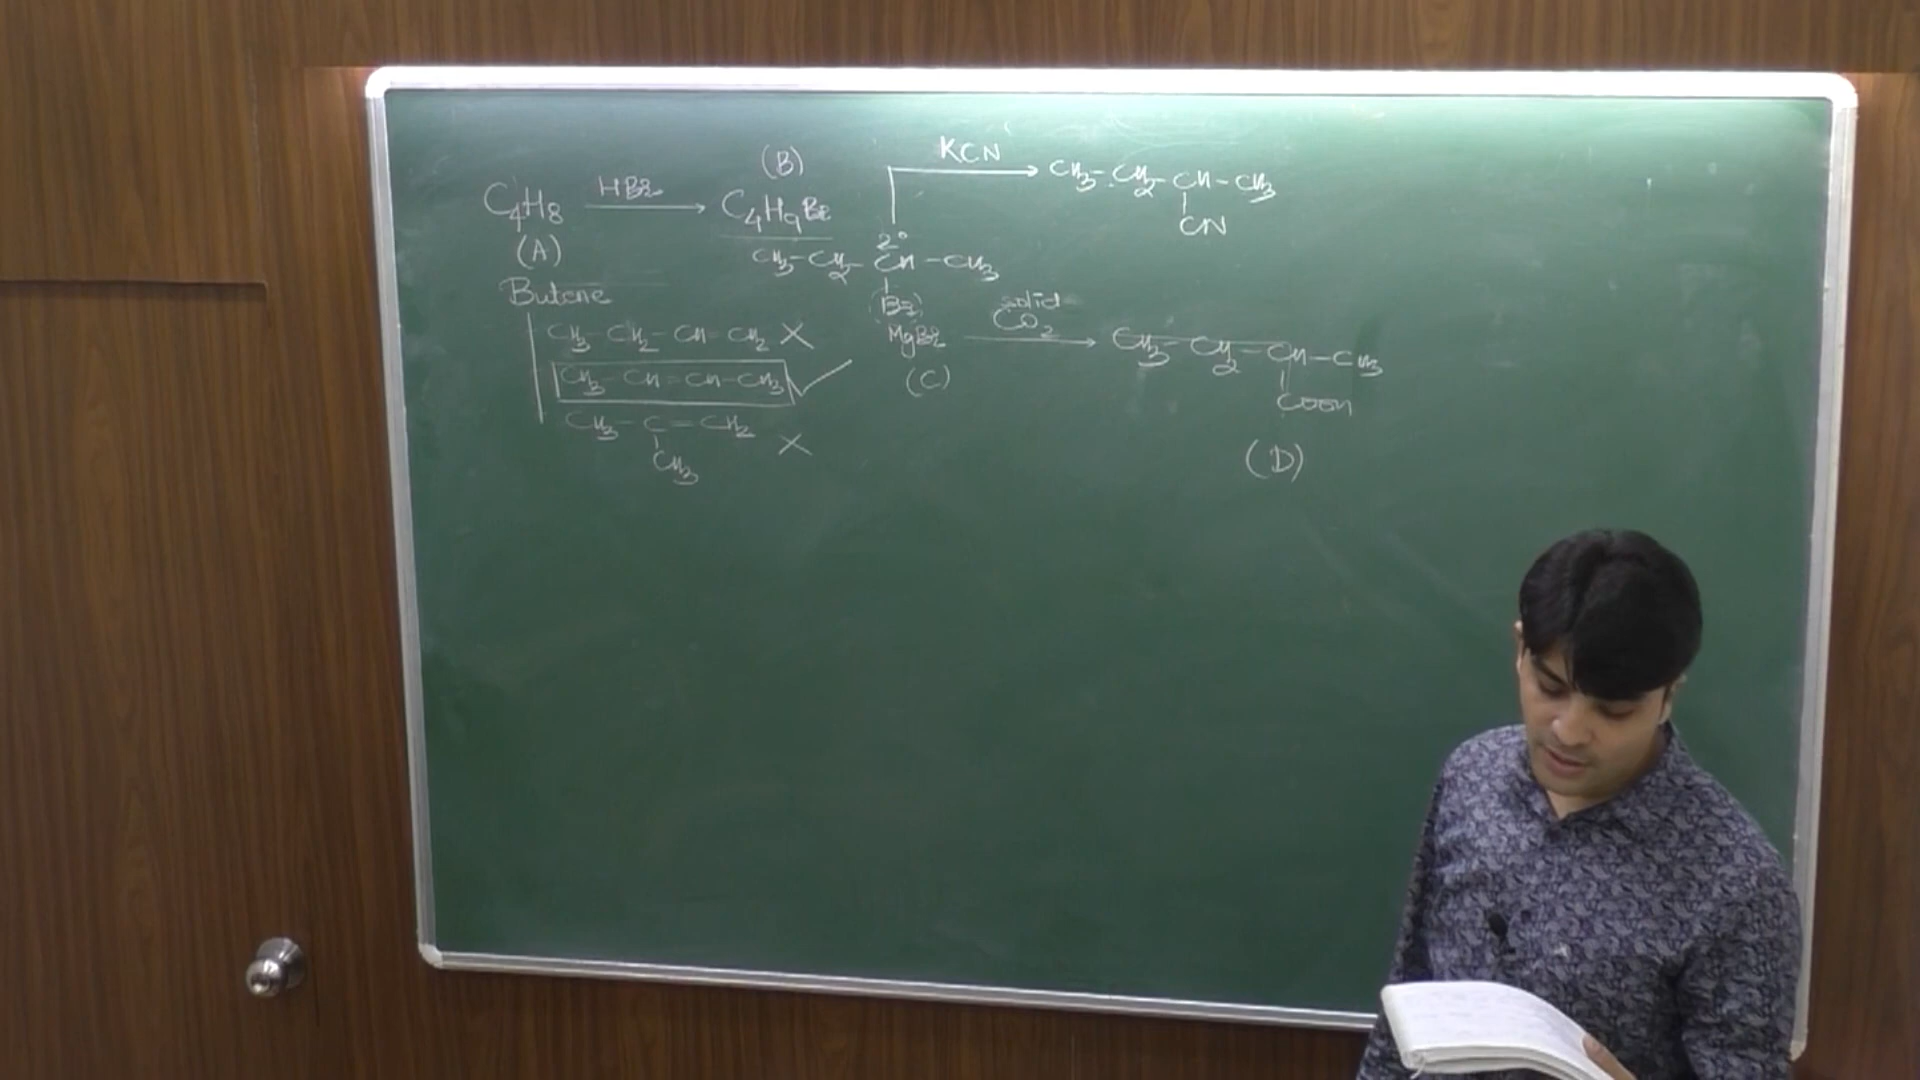 C₄H₈ —HBr→ C₄H₉Br
(A)
(B)
Butene
CH₃-CH₂-CH=CH₂ X
CH₃-CH=CH-CH₃ ✓
CH₃-C=CH₂ X
CH₃
2°
CH₃-CH₂-CH-CH₃
Br
MgBr
(C)
KCN → CH₃-CH₂-CH-CH₃
CN
solid
CO₂ → CH₃-CH₂-CH-CH₃
COOH
(D)